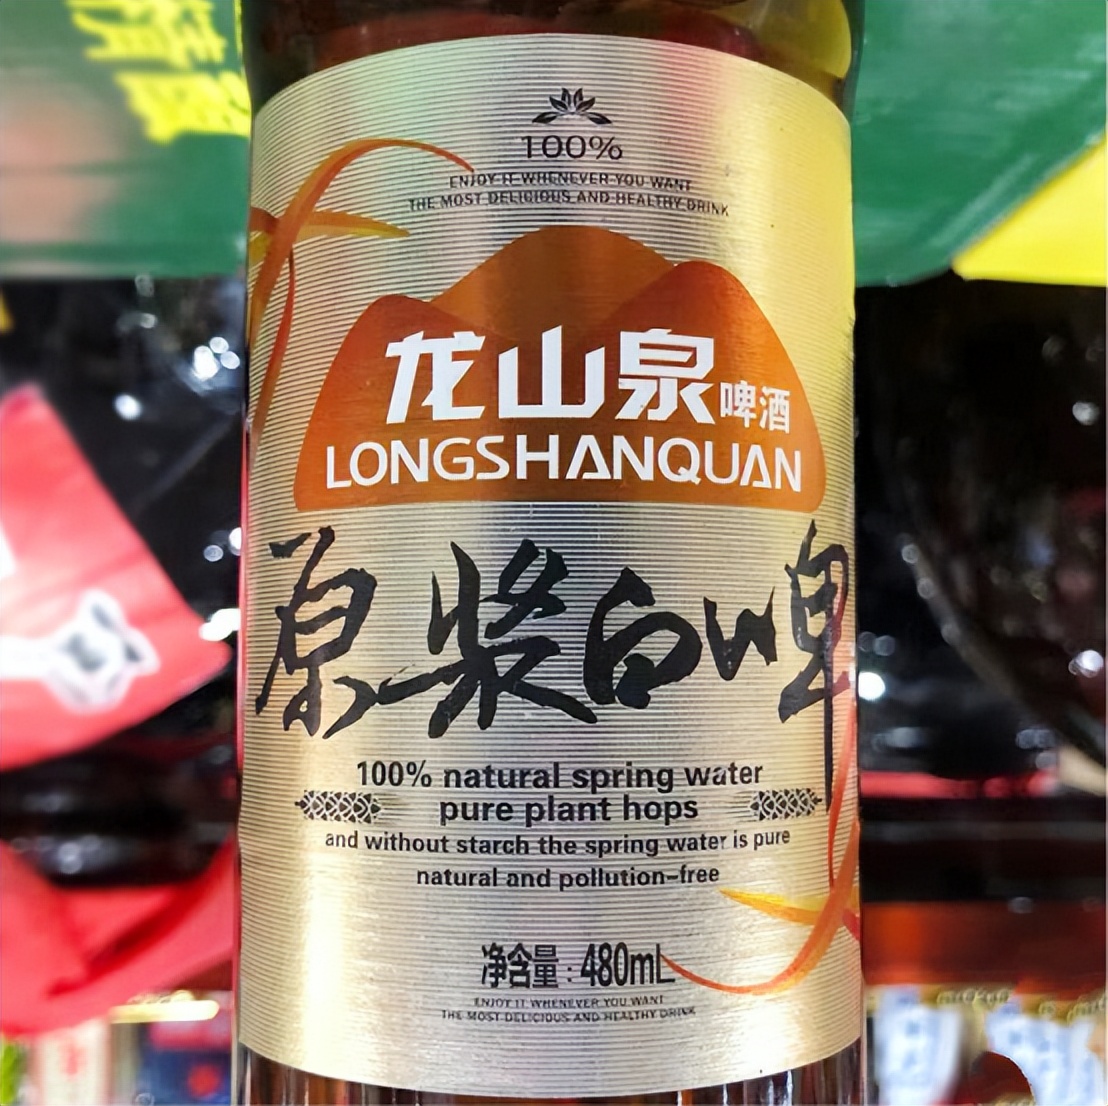 100%
ENJOY IT WHENEVER YOU WANT
THE MOST DELICIOUS AND HEALTHY DRINK
龙山泉啤酒
LONGSHANQUAN
原浆白啤
100% natural spring water
pure plant hops
and without starch the spring water is pure
natural and pollution-free
净含量:480mL
ENJOY IT WHENEVER YOU WANT
THE MOST DELICIOUS AND HEALTHY DRINK